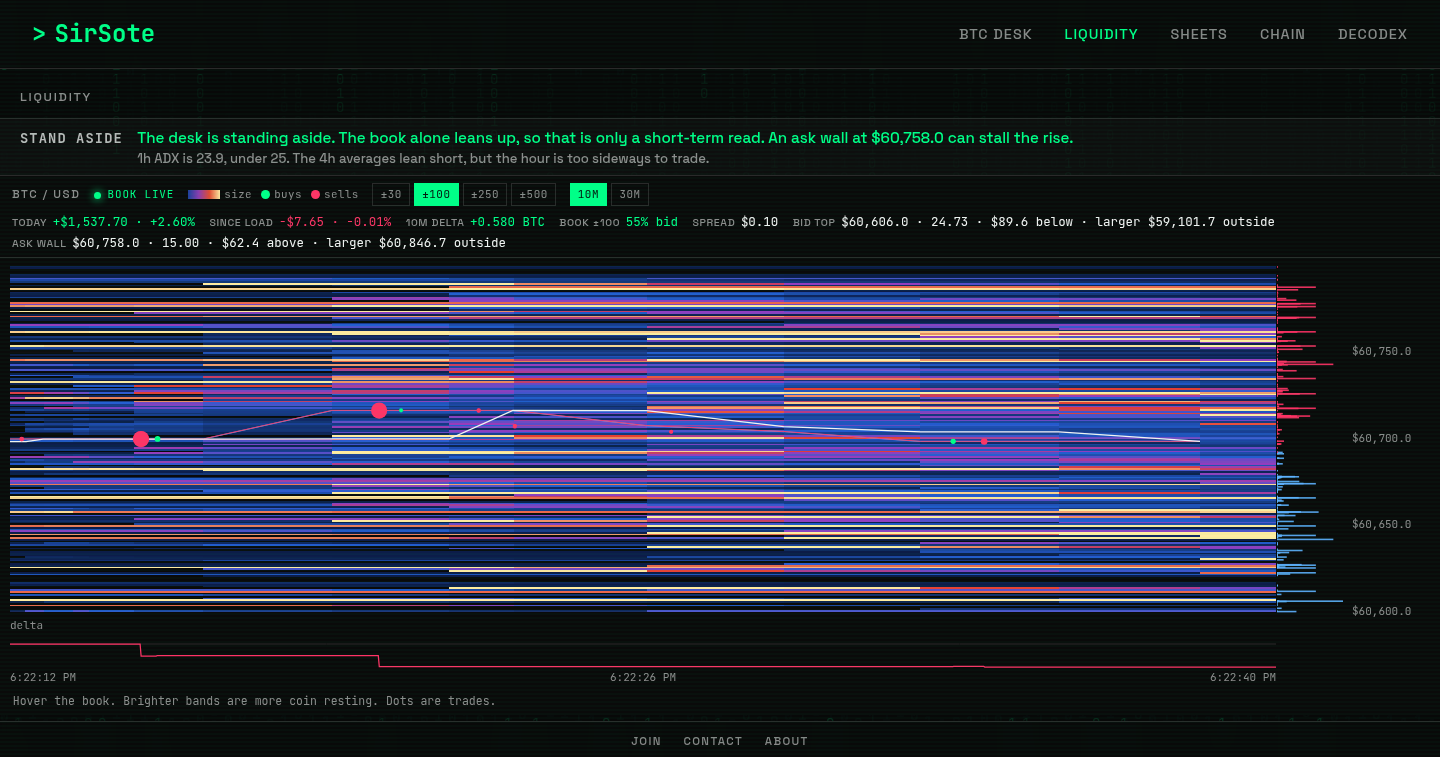 > SirSote
BTC DESK LIQUIDITY SHEETS CHAIN DECODEX
LIQUIDITY
STAND ASIDE The desk is standing aside. The book alone leans up, so that is only a short-term read. An ask wall at $60,758.0 can stall the rise.
1h ADX is 23.9, under 25. The 4h averages lean short, but the hour is too sideways to trade.
BTC / USD BOOK LIVE size buys sells ±30 ±100 ±250 ±500 10M 30M
TODAY +$1,537.70 · +2.60% SINCE LOAD -$7.65 · -0.01% 10M DELTA +0.580 BTC BOOK ±100 55% bid SPREAD $0.10 BID TOP $60,606.0 · 24.73 · $89.6 below · larger $59,101.7 outside
ASK WALL $60,758.0 · 15.00 · $62.4 above · larger $60,846.7 outside
$60,750.0
$60,700.0
$60,650.0
$60,600.0
delta
6:22:12 PM 6:22:26 PM 6:22:40 PM
Hover the book. Brighter bands are more coin resting. Dots are trades.
JOIN CONTACT ABOUT